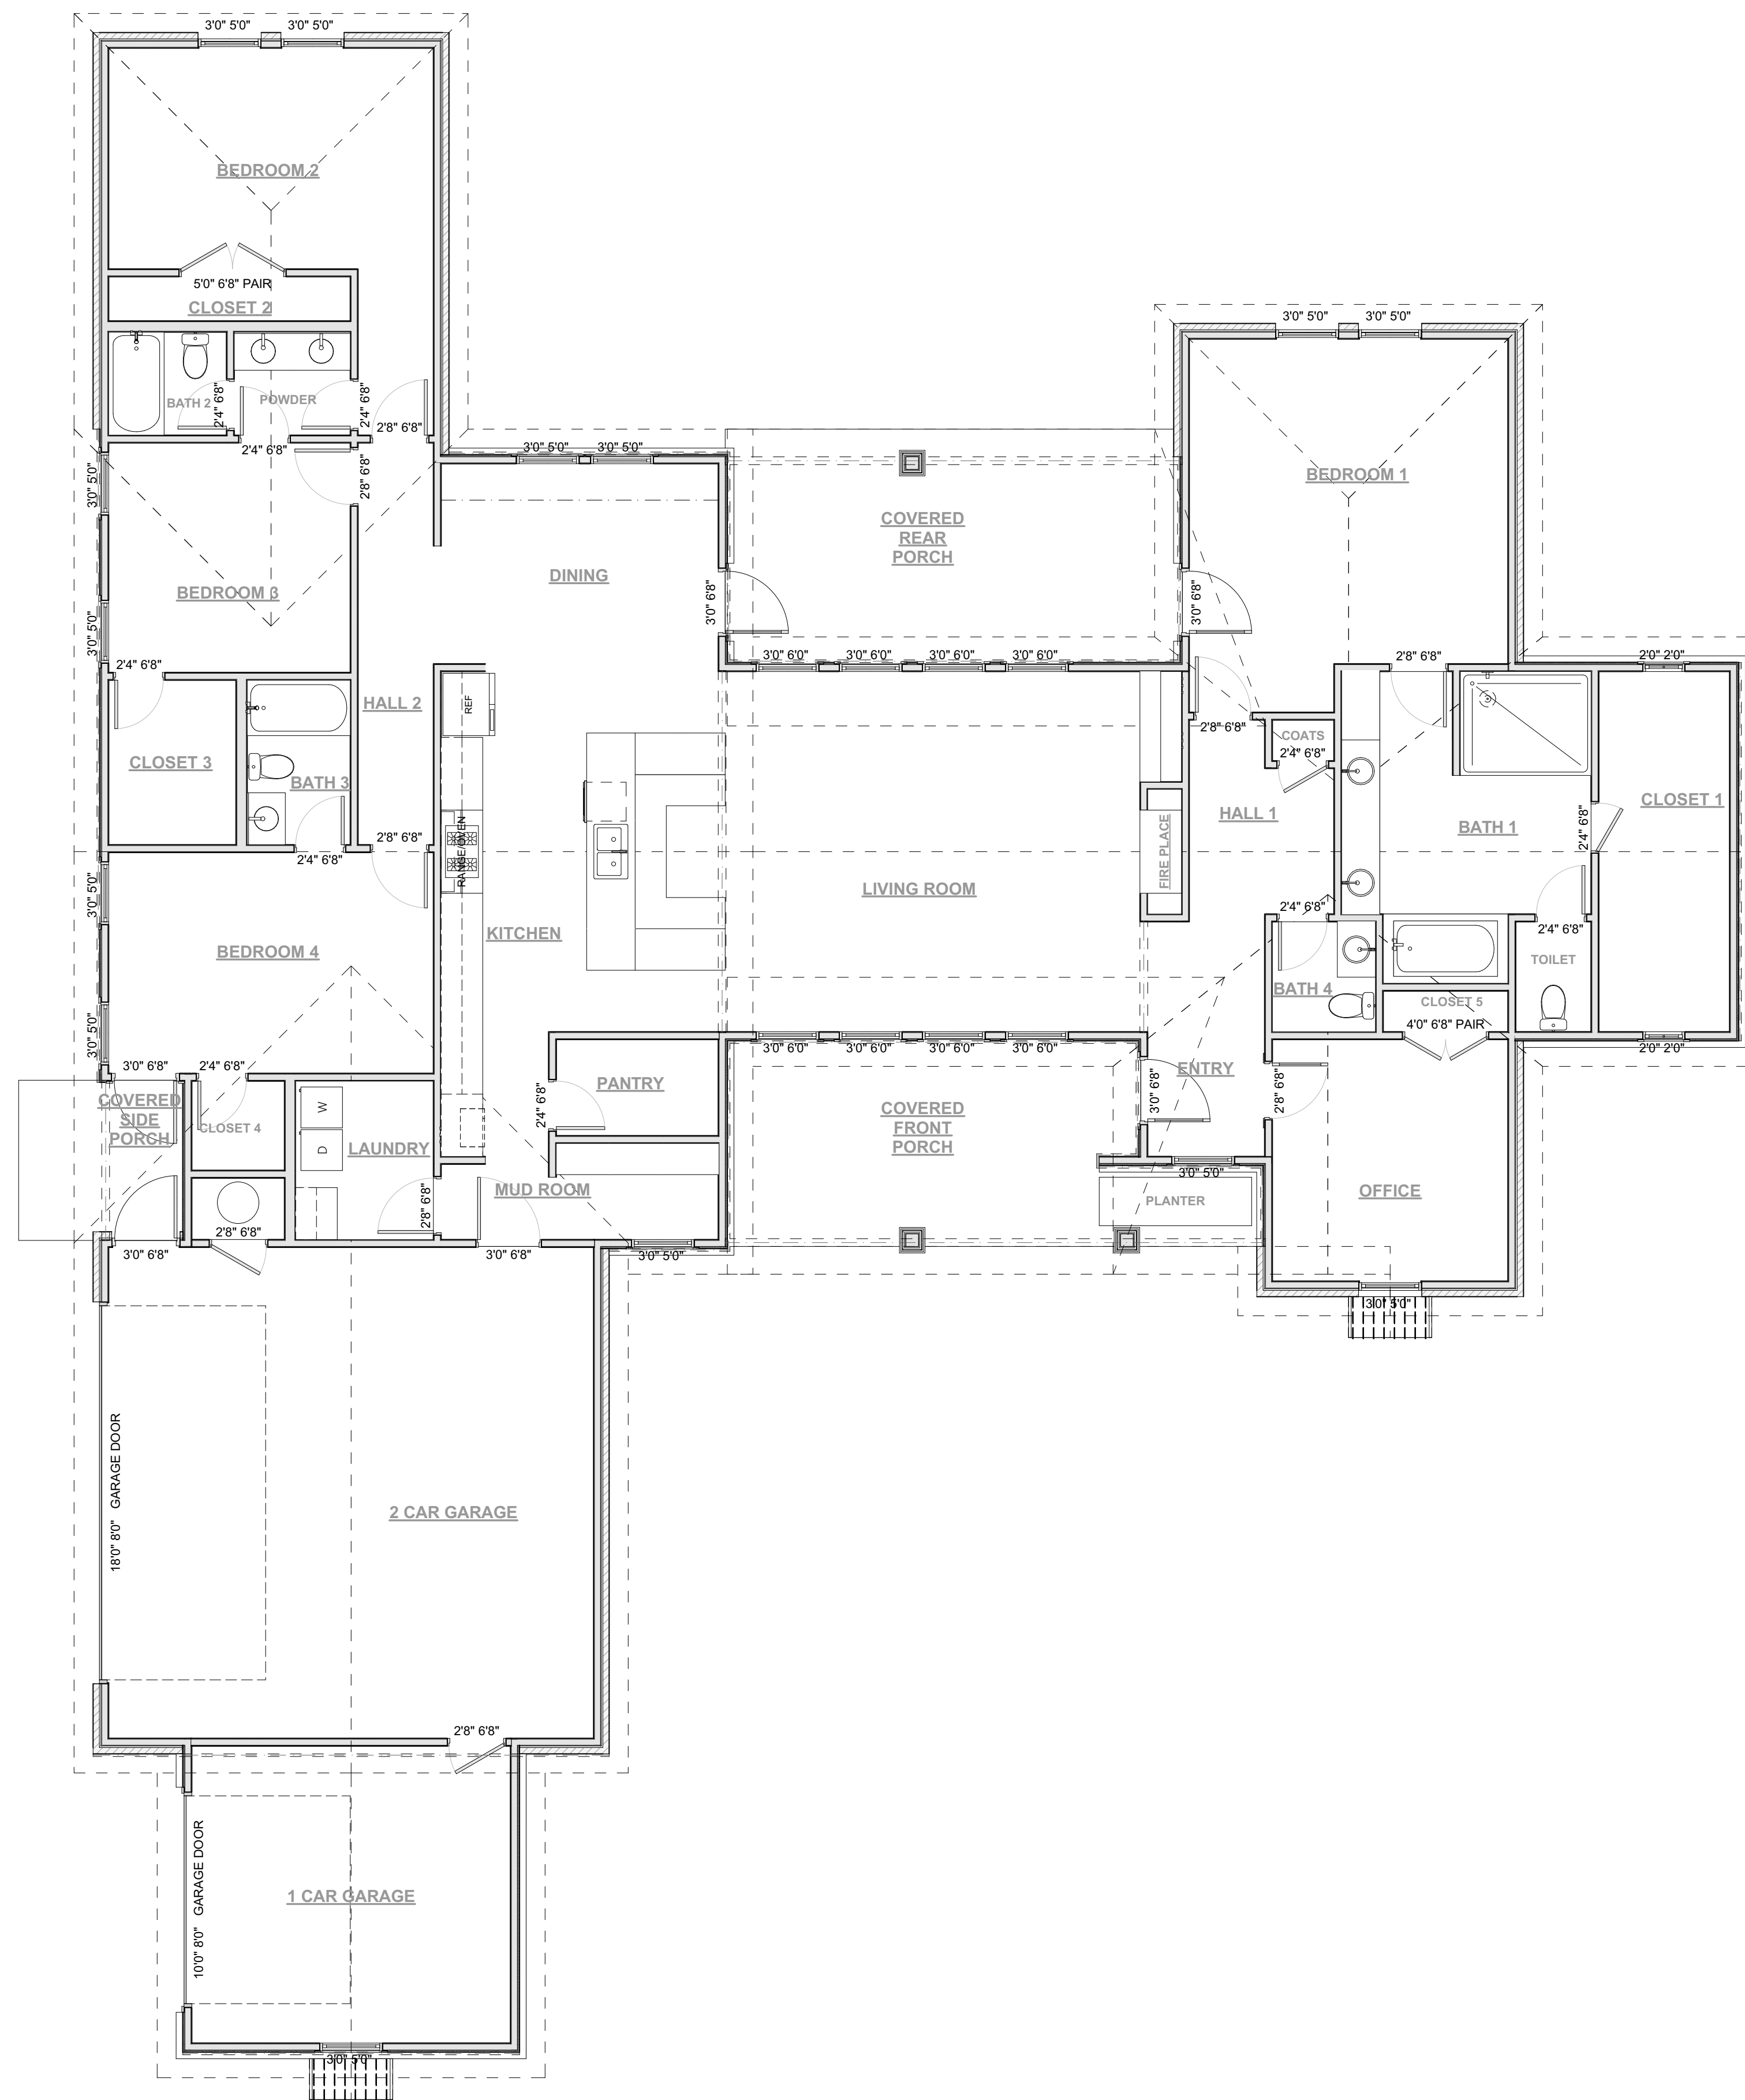 3'0" 5'0"
3'0" 5'0"
BEDROOM 2
5'0" 6'8" PAIR
CLOSET 2
BATH 2
2'4" 6'8"
POWDER
2'4" 6'8"
2'4" 6'8"
2'8" 6'8"
2'8" 6'8"
3'0" 5'0"
3'0" 5'0"
3'0" 5'0"
DINING
3'0" 6'8"
COVERED
REAR
PORCH
3'0" 5'0"
3'0" 5'0"
BEDROOM 1
3'0" 6'8"
BEDROOM 3
3'0" 5'0"
2'4" 6'8"
3'0" 6'0"
3'0" 6'0"
3'0" 6'0"
3'0" 6'0"
2'8" 6'8"
2'0" 2'0"
HALL 2
REF
CLOSET 3
BATH 3
2'8" 6'8"
COATS
2'4" 6'8"
HALL 1
BATH 1
2'4" 6'8"
CLOSET 1
2'4" 6'8"
2'8" 6'8"
RANGE/OVEN
FIRE PLACE
LIVING ROOM
3'0" 5'0"
KITCHEN
BEDROOM 4
2'4" 6'8"
2'4" 6'8"
TOILET
BATH 4
CLOSET 5
4'0" 6'8" PAIR
3'0" 5'0"
3'0" 6'8"
2'4" 6'8"
3'0" 6'0"
3'0" 6'0"
3'0" 6'0"
3'0" 6'0"
2'0" 2'0"
ENTRY
PANTRY
2'4" 6'8"
3'0" 6'8"
2'8" 6'8"
COVERED
SIDE
PORCH
CLOSET 4
W
D
LAUNDRY
COVERED
FRONT
PORCH
3'0" 5'0"
PLANTER
OFFICE
MUD ROOM
2'8" 6'8"
2'8" 6'8"
3'0" 6'8"
3'0" 6'8"
3'0" 5'0"
3'0" 5'0"
18'0" 8'0" GARAGE DOOR
2 CAR GARAGE
2'8" 6'8"
10'0" 8'0" GARAGE DOOR
1 CAR GARAGE
3'0" 5'0"